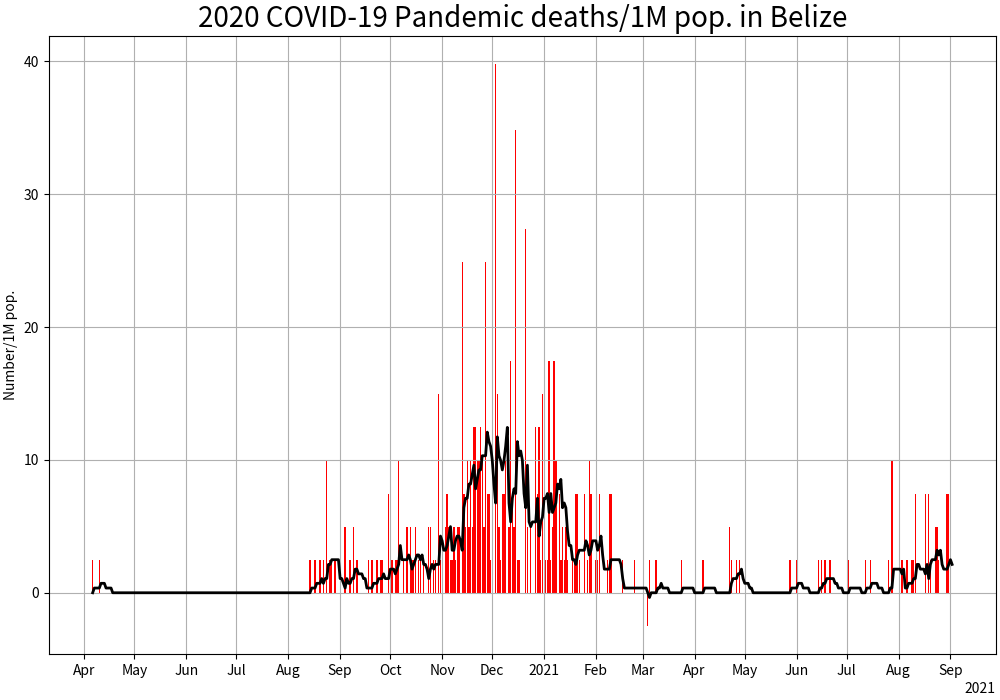 2020 COVID-19 Pandemic deaths/1M pop. in Belize
Number/1M pop.
40
30
20
10
0
Apr May Jun Jul Aug Sep Oct Nov Dec 2021 Feb Mar Apr May Jun Jul Aug Sep
2021